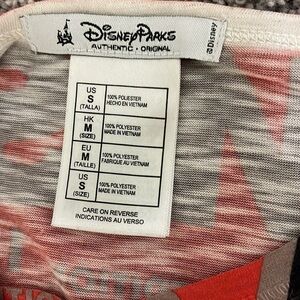 Disney Parks
AUTHENTIC • ORIGINAL
©Disney
US
S
(TALLA)
100% POLIESTER
HECHO EN VIETNAM
HK
M
(SIZE)
100% POLYESTER
MADE IN VIETNAM
EU
M
(TAILLE)
100% POLYESTER
FABRIQUÉ AU VIETNAM
US
S
(SIZE)
100% POLYESTER
MADE IN VIETNAM
CARE ON REVERSE
INDICATIONS AU VERSO